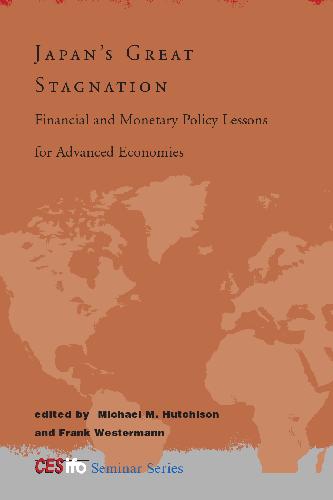 Japan's Great
Stagnation
Financial and Monetary Policy Lessons
for Advanced Economies
edited by Michael M. Hutchison
and Frank Westermann
CESifo Seminar Series